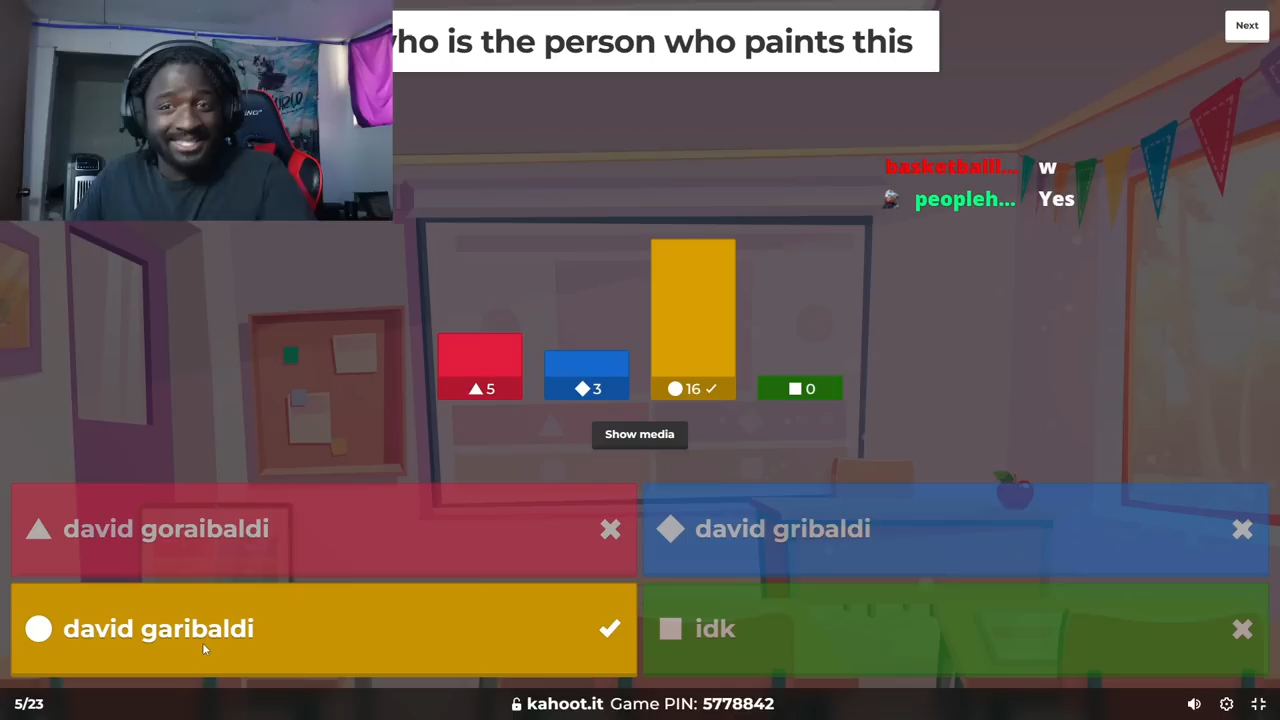 ho is the person who paints this
Next
basketballl... w
peopleh... Yes
5
3
16
0
Show media
david goraibaldi
david gribaldi
david garibaldi
idk
5/23
kahoot.it Game PIN: 5778842